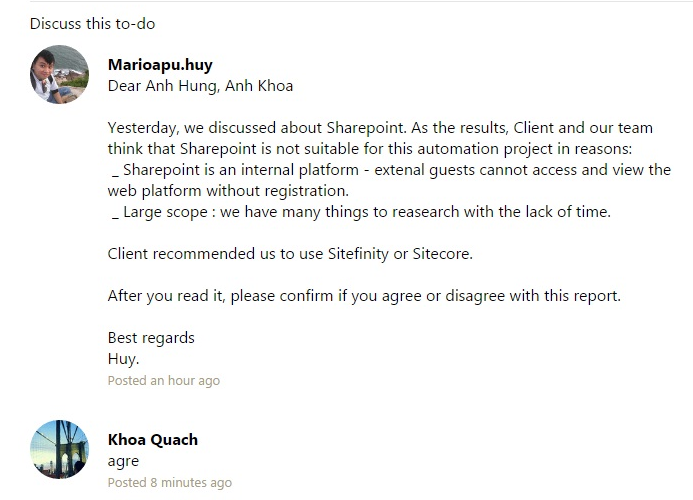 Discuss this to-do
Marioapu.huy
Dear Anh Hung, Anh Khoa
Yesterday, we discussed about Sharepoint. As the results, Client and our team
think that Sharepoint is not suitable for this automation project in reasons:
_ Sharepoint is an internal platform - extenal guests cannot access and view the
web platform without registration.
_ Large scope : we have many things to reasearch with the lack of time.
Client recommended us to use Sitefinity or Sitecore.
After you read it, please confirm if you agree or disagree with this report.
Best regards
Huy.
Posted an hour ago
Khoa Quach
agre
Posted 8 minutes ago